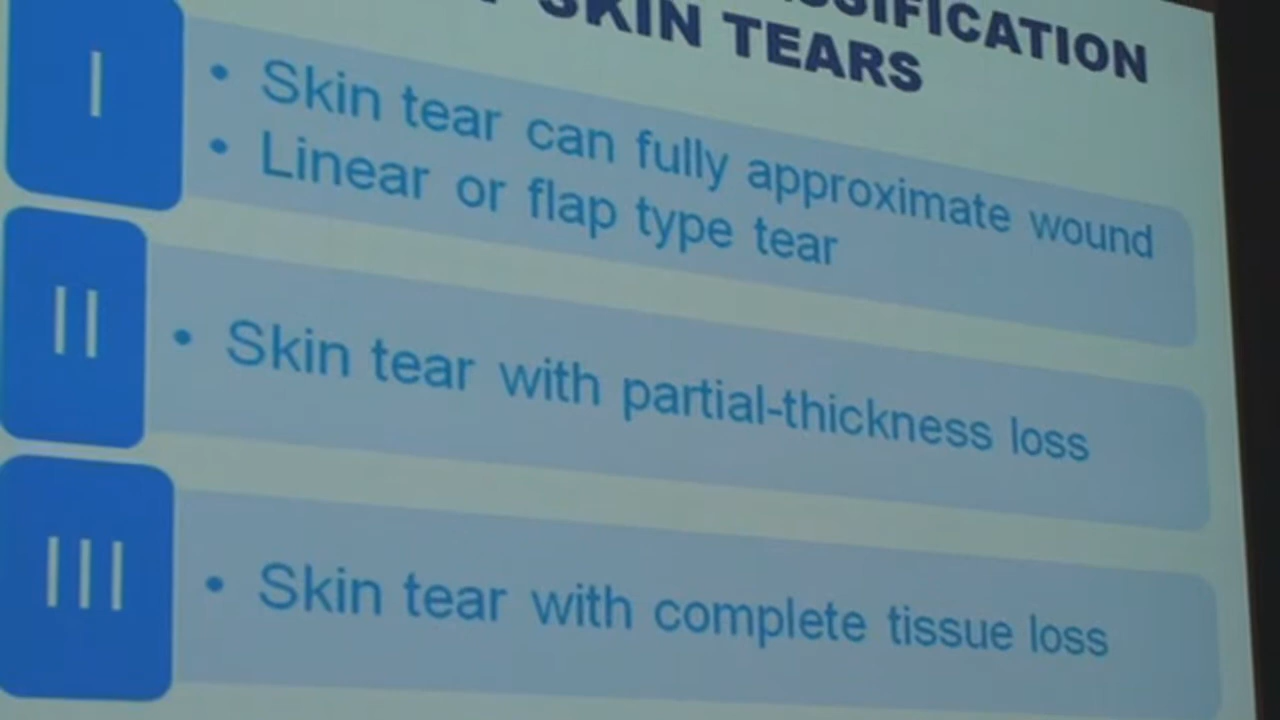 SKIN TEARS
I
• Skin tear can fully approximate wound
• Linear or flap type tear
II
• Skin tear with partial-thickness loss
III
• Skin tear with complete tissue loss